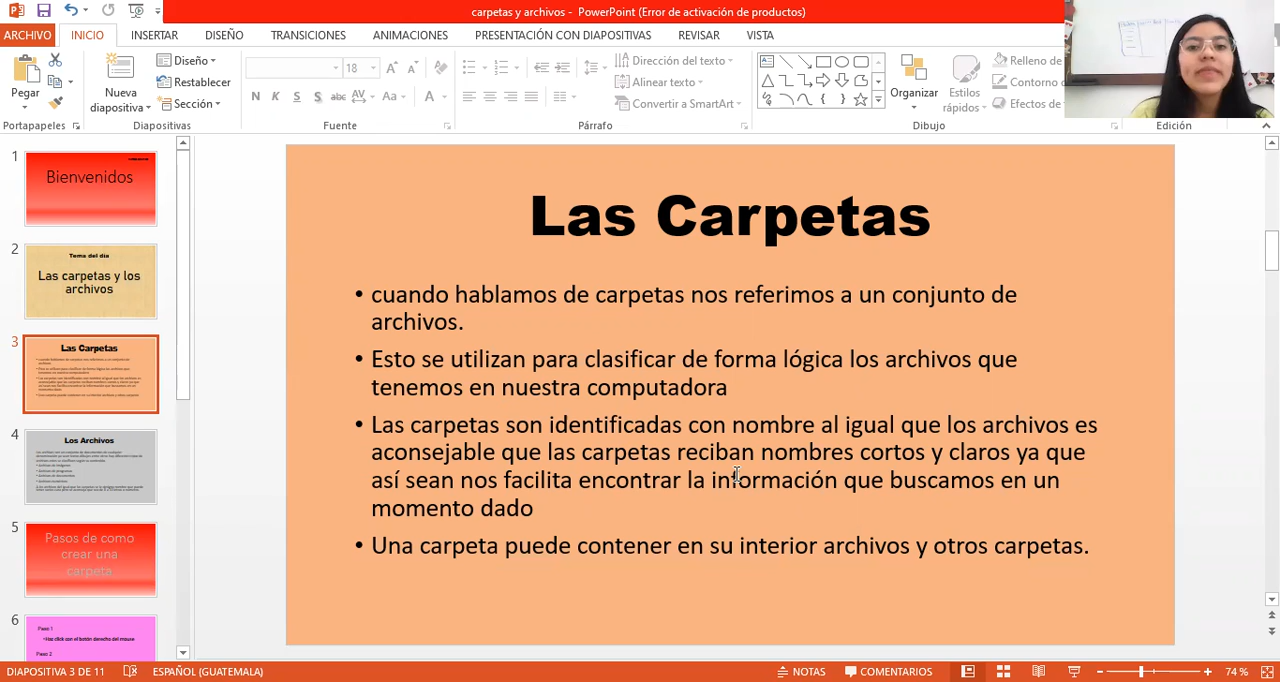 carpetas y archivos - PowerPoint (Error de activación de productos)
ARCHIVO INICIO INSERTAR DISEÑO TRANSICIONES ANIMACIONES PRESENTACIÓN CON DIAPOSITIVAS REVISAR VISTA
Pegar
Nueva
diapositiva
Diseño
Restablecer
Sección
18
N K S S abc AV Aa A
Dirección del texto
Alinear texto
Convertir a SmartArt
Organizar
Estilos
rápidos
Relleno de
Contorno
Efectos de
Portapapeles Diapositivas Fuente Párrafo Dibujo Edición
1
Bienvenidos
2
Tema del día
Las carpetas y los
archivos
3
Las Carpetas
4
Los Archivos
5
Pasos de como
crear una
carpeta
6
Paso 1
•Haz click con el botón derecho del mouse
Paso 2
Las Carpetas
• cuando hablamos de carpetas nos referimos a un conjunto de
archivos.
• Esto se utilizan para clasificar de forma lógica los archivos que
tenemos en nuestra computadora
• Las carpetas son identificadas con nombre al igual que los archivos es
aconsejable que las carpetas reciban nombres cortos y claros ya que
así sean nos facilita encontrar la información que buscamos en un
momento dado
• Una carpeta puede contener en su interior archivos y otros carpetas.
DIAPOSITIVA 3 DE 11 ESPAÑOL (GUATEMALA) NOTAS COMENTARIOS 74 %